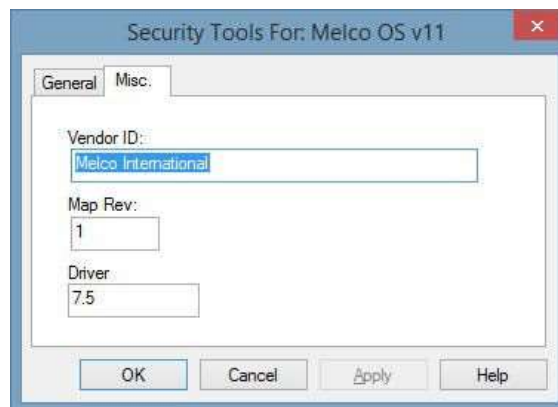 Security Tools For: Melco OS v11
General Misc.
Vendor ID:
Melco International
Map Rev:
1
Driver
7.5
OK Cancel Apply Help